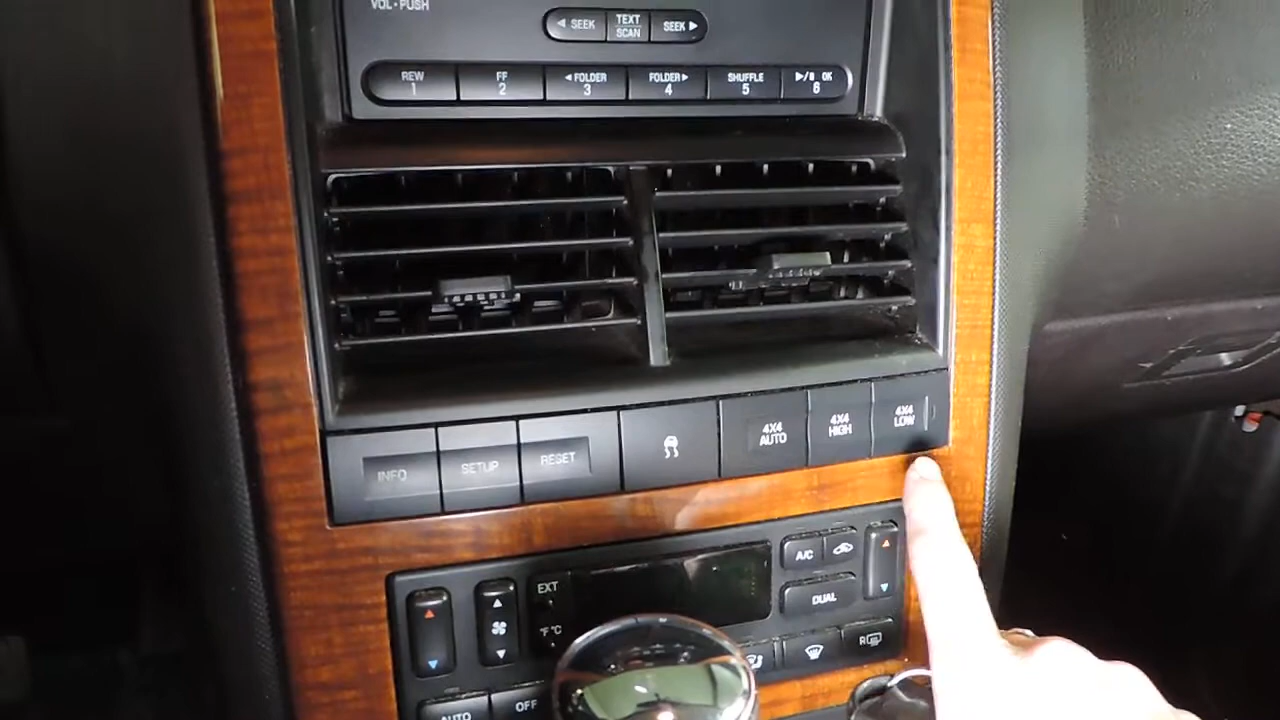 VOL - PUSH
◄ SEEK
TEXT
SCAN
SEEK ►
REW
1
FF
2
◄ FOLDER
3
FOLDER ►
4
SHUFFLE
5
►/II OK
6
INFO
SETUP
RESET
4X4
AUTO
4X4
HIGH
4X4
LOW
EXT
°F °C
A/C
DUAL
R
AUTO
OFF